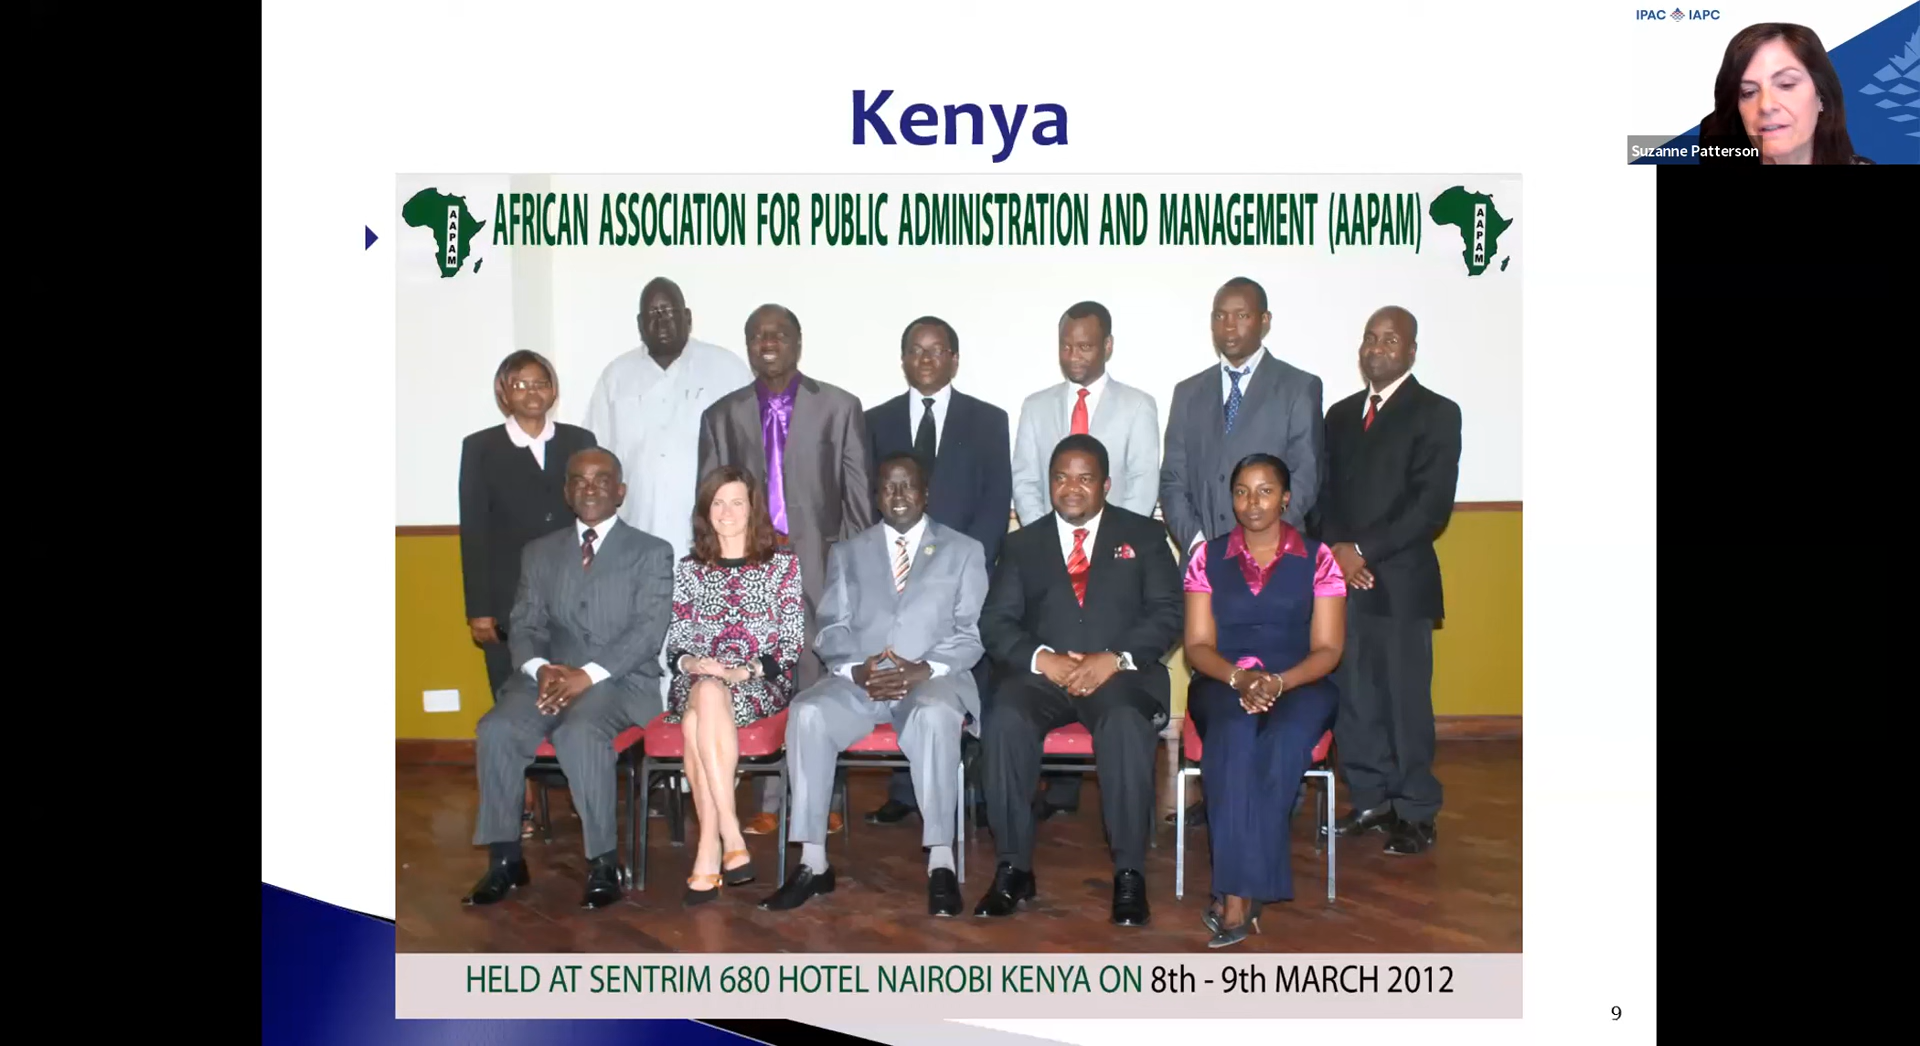 IPAC IAPC
Suzanne Patterson
Kenya
AAPAM
AFRICAN ASSOCIATION FOR PUBLIC ADMINISTRATION AND MANAGEMENT (AAPAM)
AAPAM
HELD AT SENTRIM 680 HOTEL NAIROBI KENYA ON 8th - 9th MARCH 2012
9